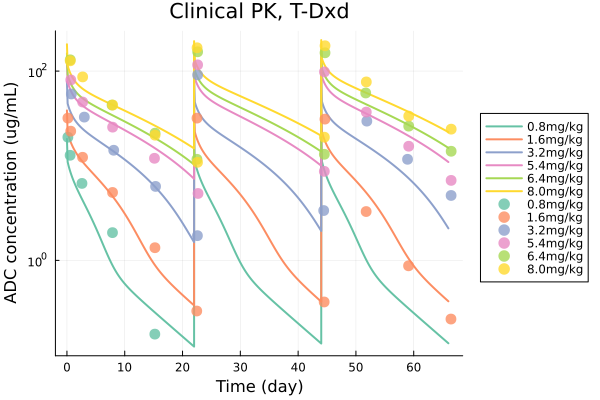 Clinical PK, T-Dxd
ADC concentration (ug/mL)
10²
10⁰
0 10 20 30 40 50 60
Time (day)
0.8mg/kg
1.6mg/kg
3.2mg/kg
5.4mg/kg
6.4mg/kg
8.0mg/kg
0.8mg/kg
1.6mg/kg
3.2mg/kg
5.4mg/kg
6.4mg/kg
8.0mg/kg